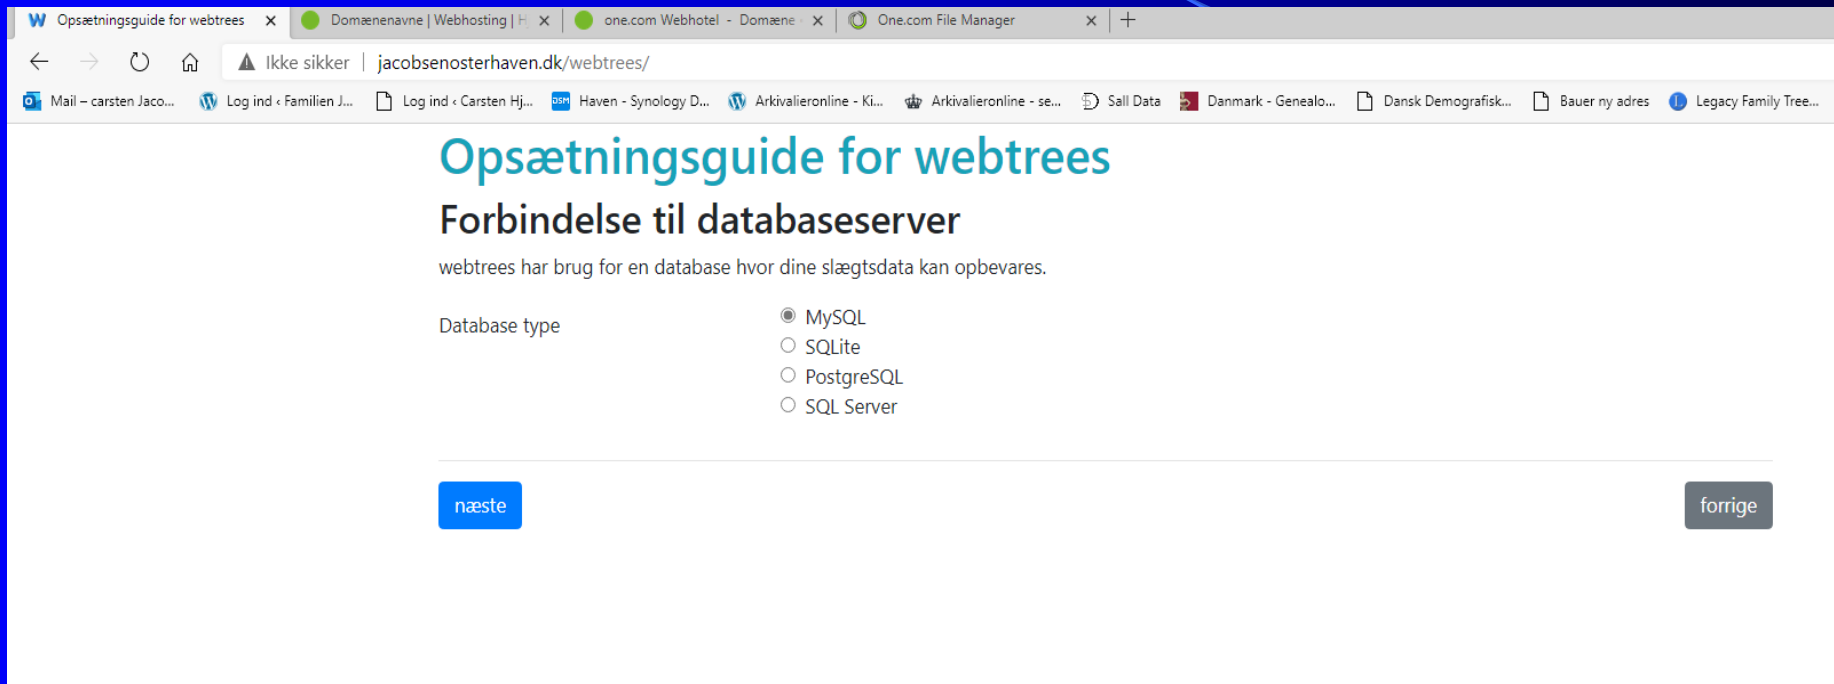 Opsætningsguide for webtrees
Domænenavne | Webhosting | H
one.com Webhotel - Domæne
One.com File Manager
Ikke sikker | jacobsenosterhaven.dk/webtrees/
Mail – carsten Jaco...
Log ind ‹ Familien J...
Log ind ‹ Carsten Hj...
DSM
Haven - Synology D...
Arkivalieronline - Ki...
Arkivalieronline - se...
Sall Data
Danmark - Genealo...
Dansk Demografisk...
Bauer ny adres
Legacy Family Tree...
Opsætningsguide for webtrees
Forbindelse til databaseserver
webtrees har brug for en database hvor dine slægtsdata kan opbevares.
Database type
MySQL
SQLite
PostgreSQL
SQL Server
næste
forrige